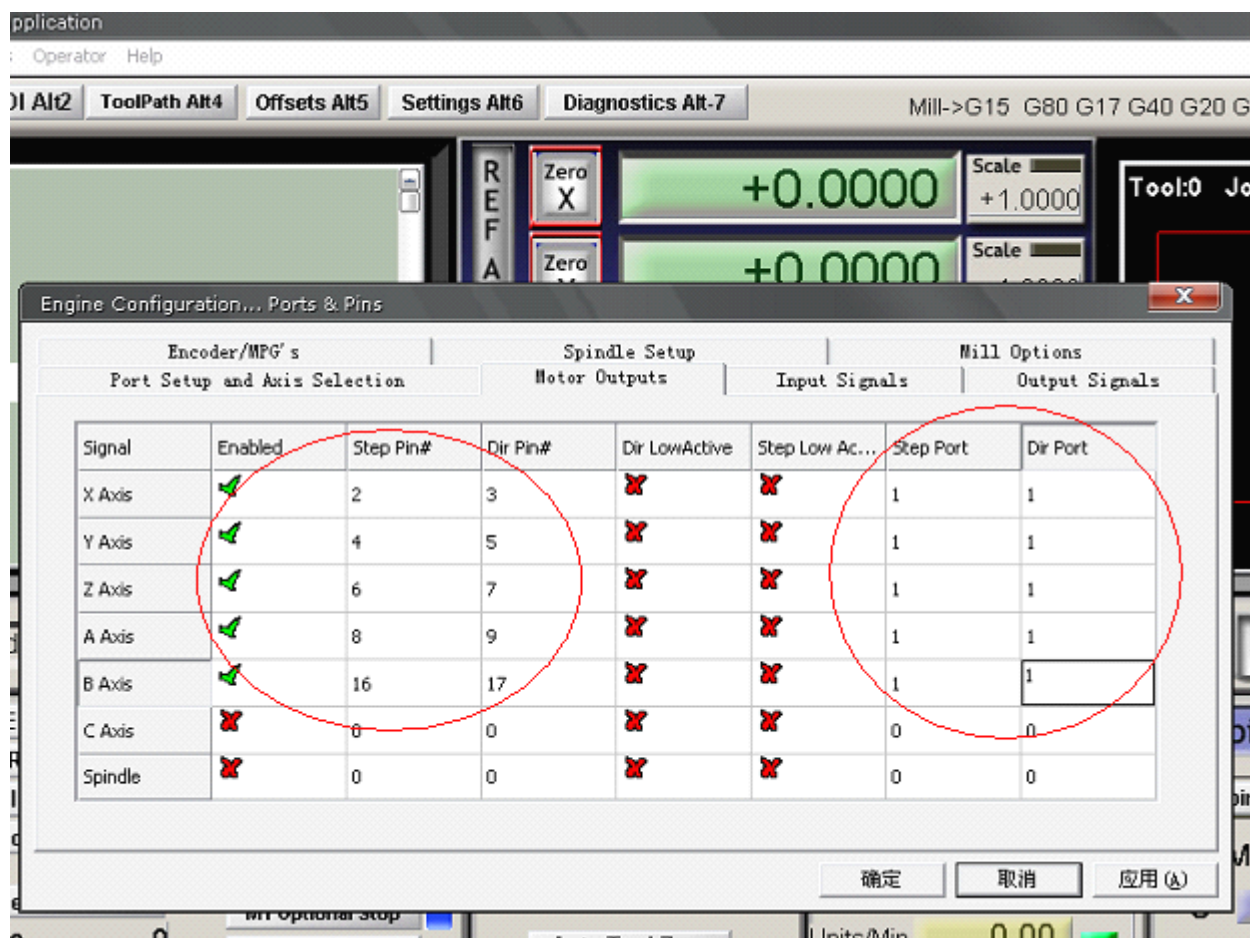 pplication
Operator Help
DI Alt2 ToolPath Alt4 Offsets Alt5 Settings Alt6 Diagnostics Alt-7 Mill->G15 G80 G17 G40 G20 G
REF A
Zero X +0.0000 Scale +1.0000 Tool:0 Jo
Zero +0.0000 Scale
Engine Configuration... Ports & Pins
Encoder/MPG's Spindle Setup Mill Options
Port Setup and Axis Selection Motor Outputs Input Signals Output Signals
Signal Enabled Step Pin# Dir Pin# Dir LowActive Step Low Ac... Step Port Dir Port
X Axis 2 3 1 1
Y Axis 4 5 1 1
Z Axis 6 7 1 1
A Axis 8 9 1 1
B Axis 16 17 1 1
C Axis 0 0 0 0
Spindle 0 0 0 0
确定 取消 应用(A)
M1 Optional Stop
Units/Min 0.00